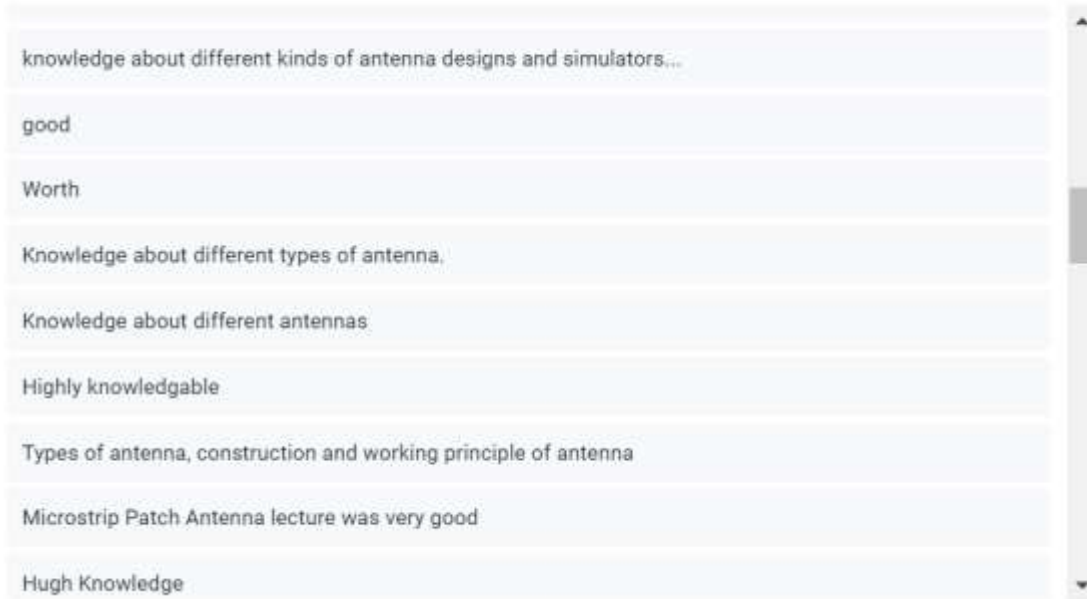 knowledge about different kinds of antenna designs and simulators...
good
Worth
Knowledge about different types of antenna.
Knowledge about different antennas
Highly knowledgable
Types of antenna, construction and working principle of antenna
Microstrip Patch Antenna lecture was very good
Hugh Knowledge